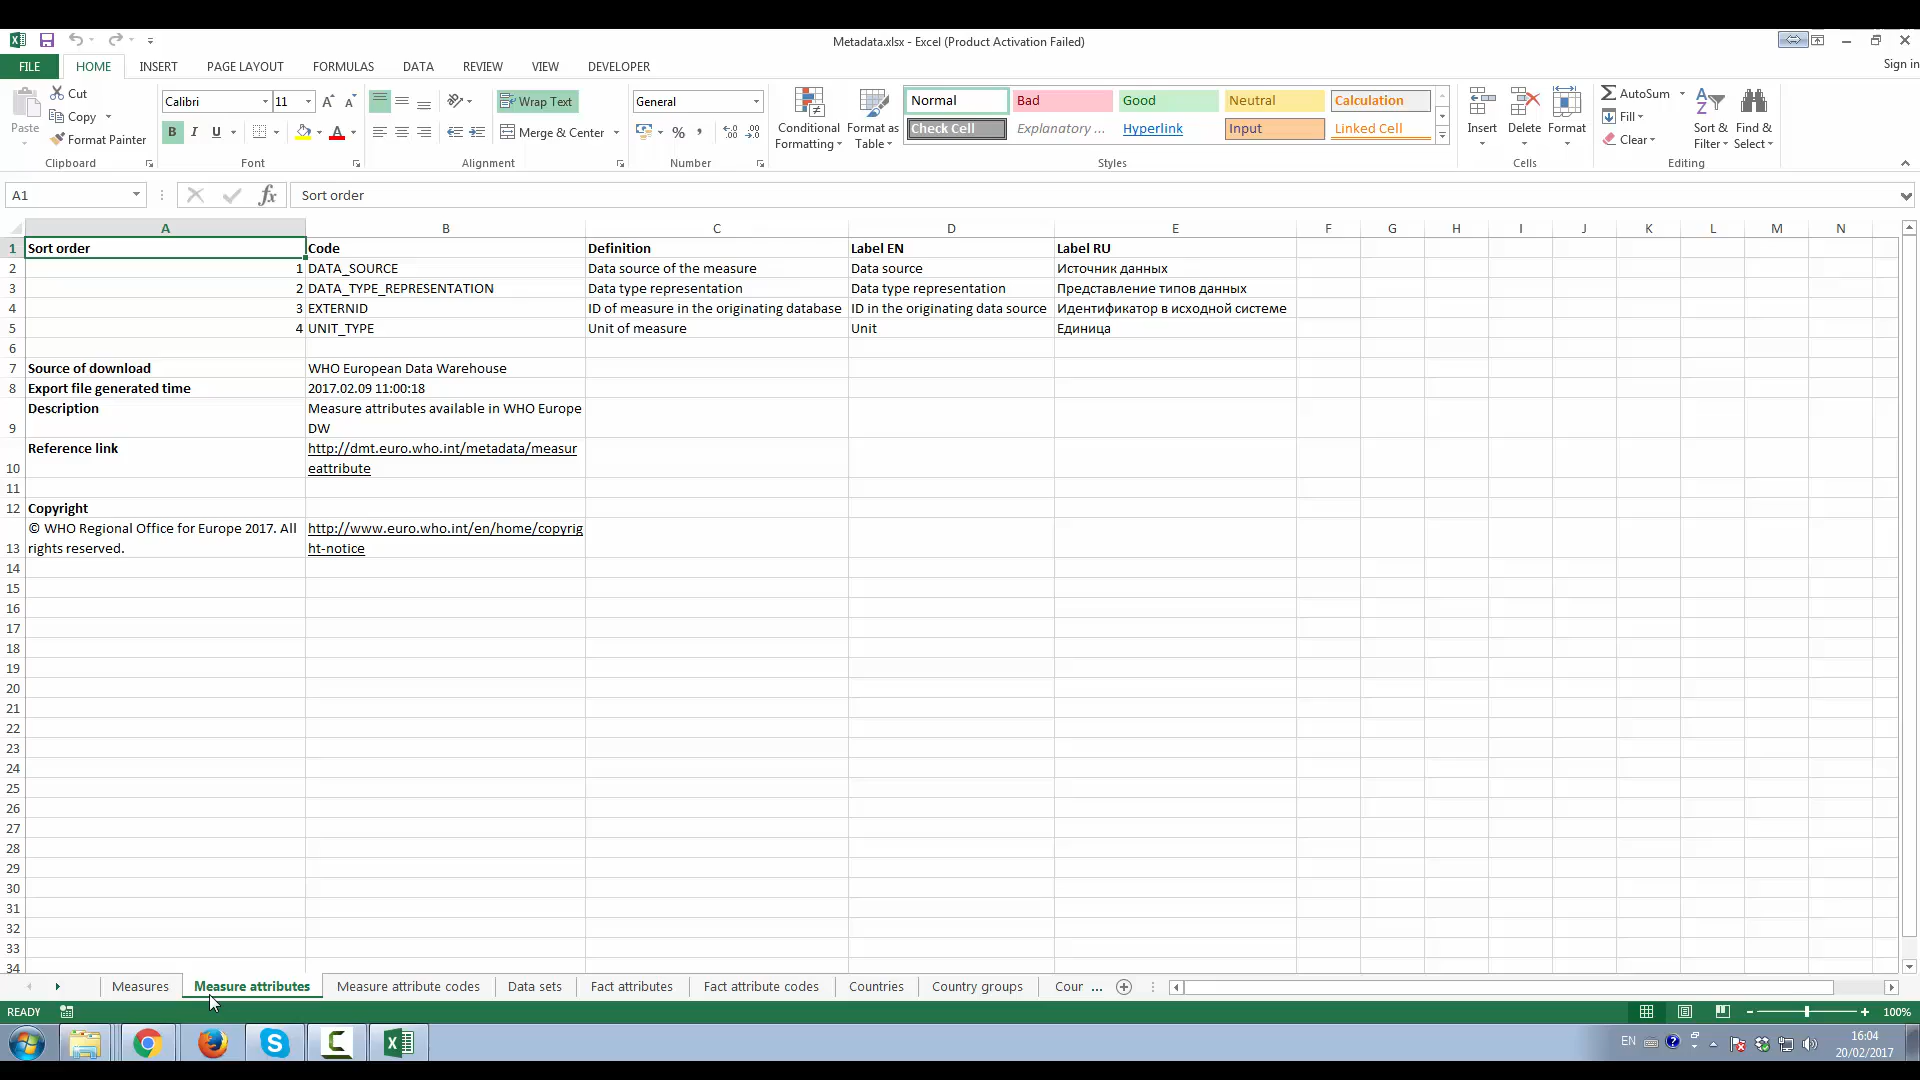 Metadata.xlsx - Excel (Product Activation Failed)
Sign in
FILE HOME INSERT PAGE LAYOUT FORMULAS DATA REVIEW VIEW DEVELOPER
Paste
Cut
Copy
Format Painter
Clipboard
Calibri 11
B I U
Font
Wrap Text
Merge & Center
Alignment
General
%
Number
Conditional Formatting
Format as Table
Normal Bad Good Neutral Calculation
Check Cell Explanatory ... Hyperlink Input Linked Cell
Styles
Insert Delete Format
Cells
AutoSum
Fill
Clear
Sort & Filter
Find & Select
Editing
A1 fx Sort order
A B C D E F G H I J K L M N
1 Sort order Code Definition Label EN Label RU
2 1 DATA_SOURCE Data source of the measure Data source Источник данных
3 2 DATA_TYPE_REPRESENTATION Data type representation Data type representation Представление типов данных
4 3 EXTERNID ID of measure in the originating database ID in the originating data source Идентификатор в исходной системе
5 4 UNIT_TYPE Unit of measure Unit Единица
6
7 Source of download WHO European Data Warehouse
8 Export file generated time 2017.02.09 11:00:18
Description Measure attributes available in WHO Europe
9 DW
Reference link http://dmt.euro.who.int/metadata/measur
10 eattribute
11
12 Copyright
© WHO Regional Office for Europe 2017. All http://www.euro.who.int/en/home/copyrig
13 rights reserved. ht-notice
14
15
16
17
18
19
20
21
22
23
24
25
26
27
28
29
30
31
32
33
34
Measures Measure attributes Measure attribute codes Data sets Fact attributes Fact attribute codes Countries Country groups Cour ...
READY 100%
EN 16:04
20/02/2017